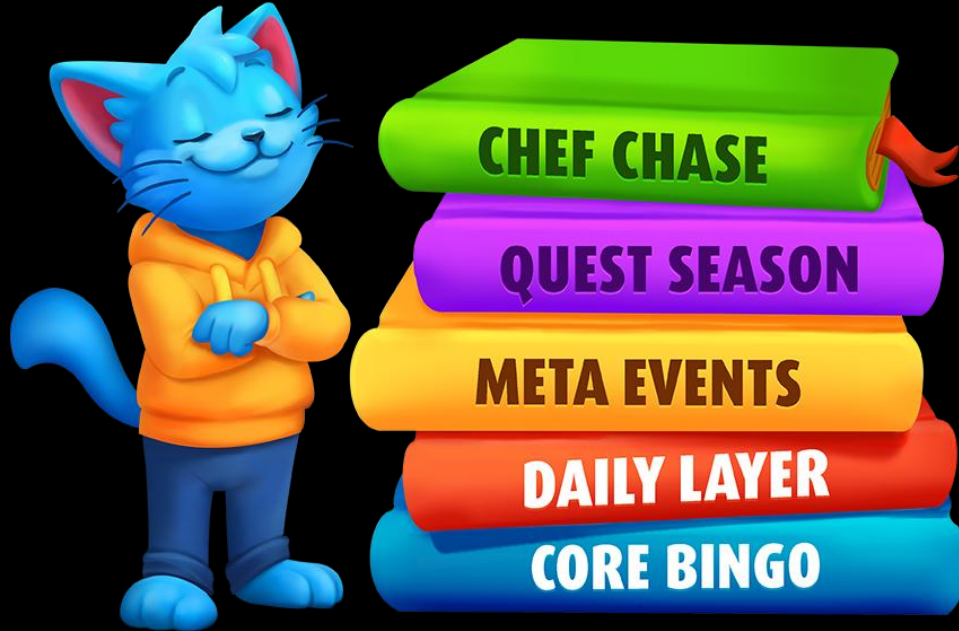 CHEF CHASE
QUEST SEASON
META EVENTS
DAILY LAYER
CORE BINGO